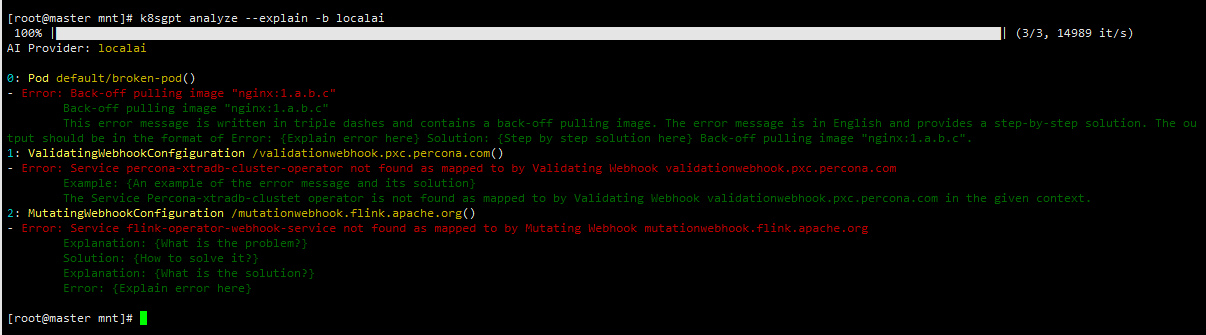 [root@master mnt]# k8sgpt analyze --explain -b localai
100% | | (3/3, 14989 it/s)
AI Provider: localai
0: Pod default/broken-pod()
- Error: Back-off pulling image "nginx:1.a.b.c"
Back-off pulling image "nginx:1.a.b.c"
This error message is written in triple dashes and contains a back-off pulling image. The error message is in English and provides a step-by-step solution. The ou
tput should be in the format of Error: {Explain error here} Solution: {Step by step solution here} Back-off pulling image "nginx:1.a.b.c".
1: ValidatingWebhookConfgiguration /validationwebhook.pxc.percona.com()
- Error: Service percona-xtradb-cluster-operator not found as mapped to by Validating Webhook validationwebhook.pxc.percona.com
Example: {An example of the error message and its solution}
The Service Percona-xtradb-clustet operator is not found as mapped to by Validating Webhook validationwebhook.pxc.percona.com in the given context.
2: MutatingWebhookConfiguration /mutationwebhook.flink.apache.org()
- Error: Service flink-operator-webhook-service not found as mapped to by Mutating Webhook mutationwebhook.flink.apache.org
Explanation: {What is the problem?}
Solution: {How to solve it?}
Explanation: {What is the solution?}
Error: {Explain error here}
[root@master mnt]#